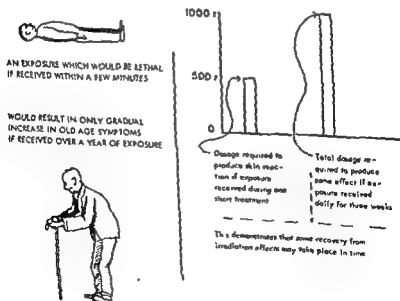 AN EXPOSURE WHICH WOULD BE LETHAL
IF RECEIVED WITHIN A FEW MINUTES
WOULD RESULT IN ONLY GRADUAL
INCREASE IN OLD AGE SYMPTOMS
IF RECEIVED OVER A YEAR OF EXPOSURE
1000 r
500 r
0
Dosage required to
produce skin reac-
tion if exposure
received during one
short treatment
Total dosage re-
quired to produce
same effect if ex-
posure received
daily for three weeks
This demonstrates that some recovery from
irradiation effects may take place in time